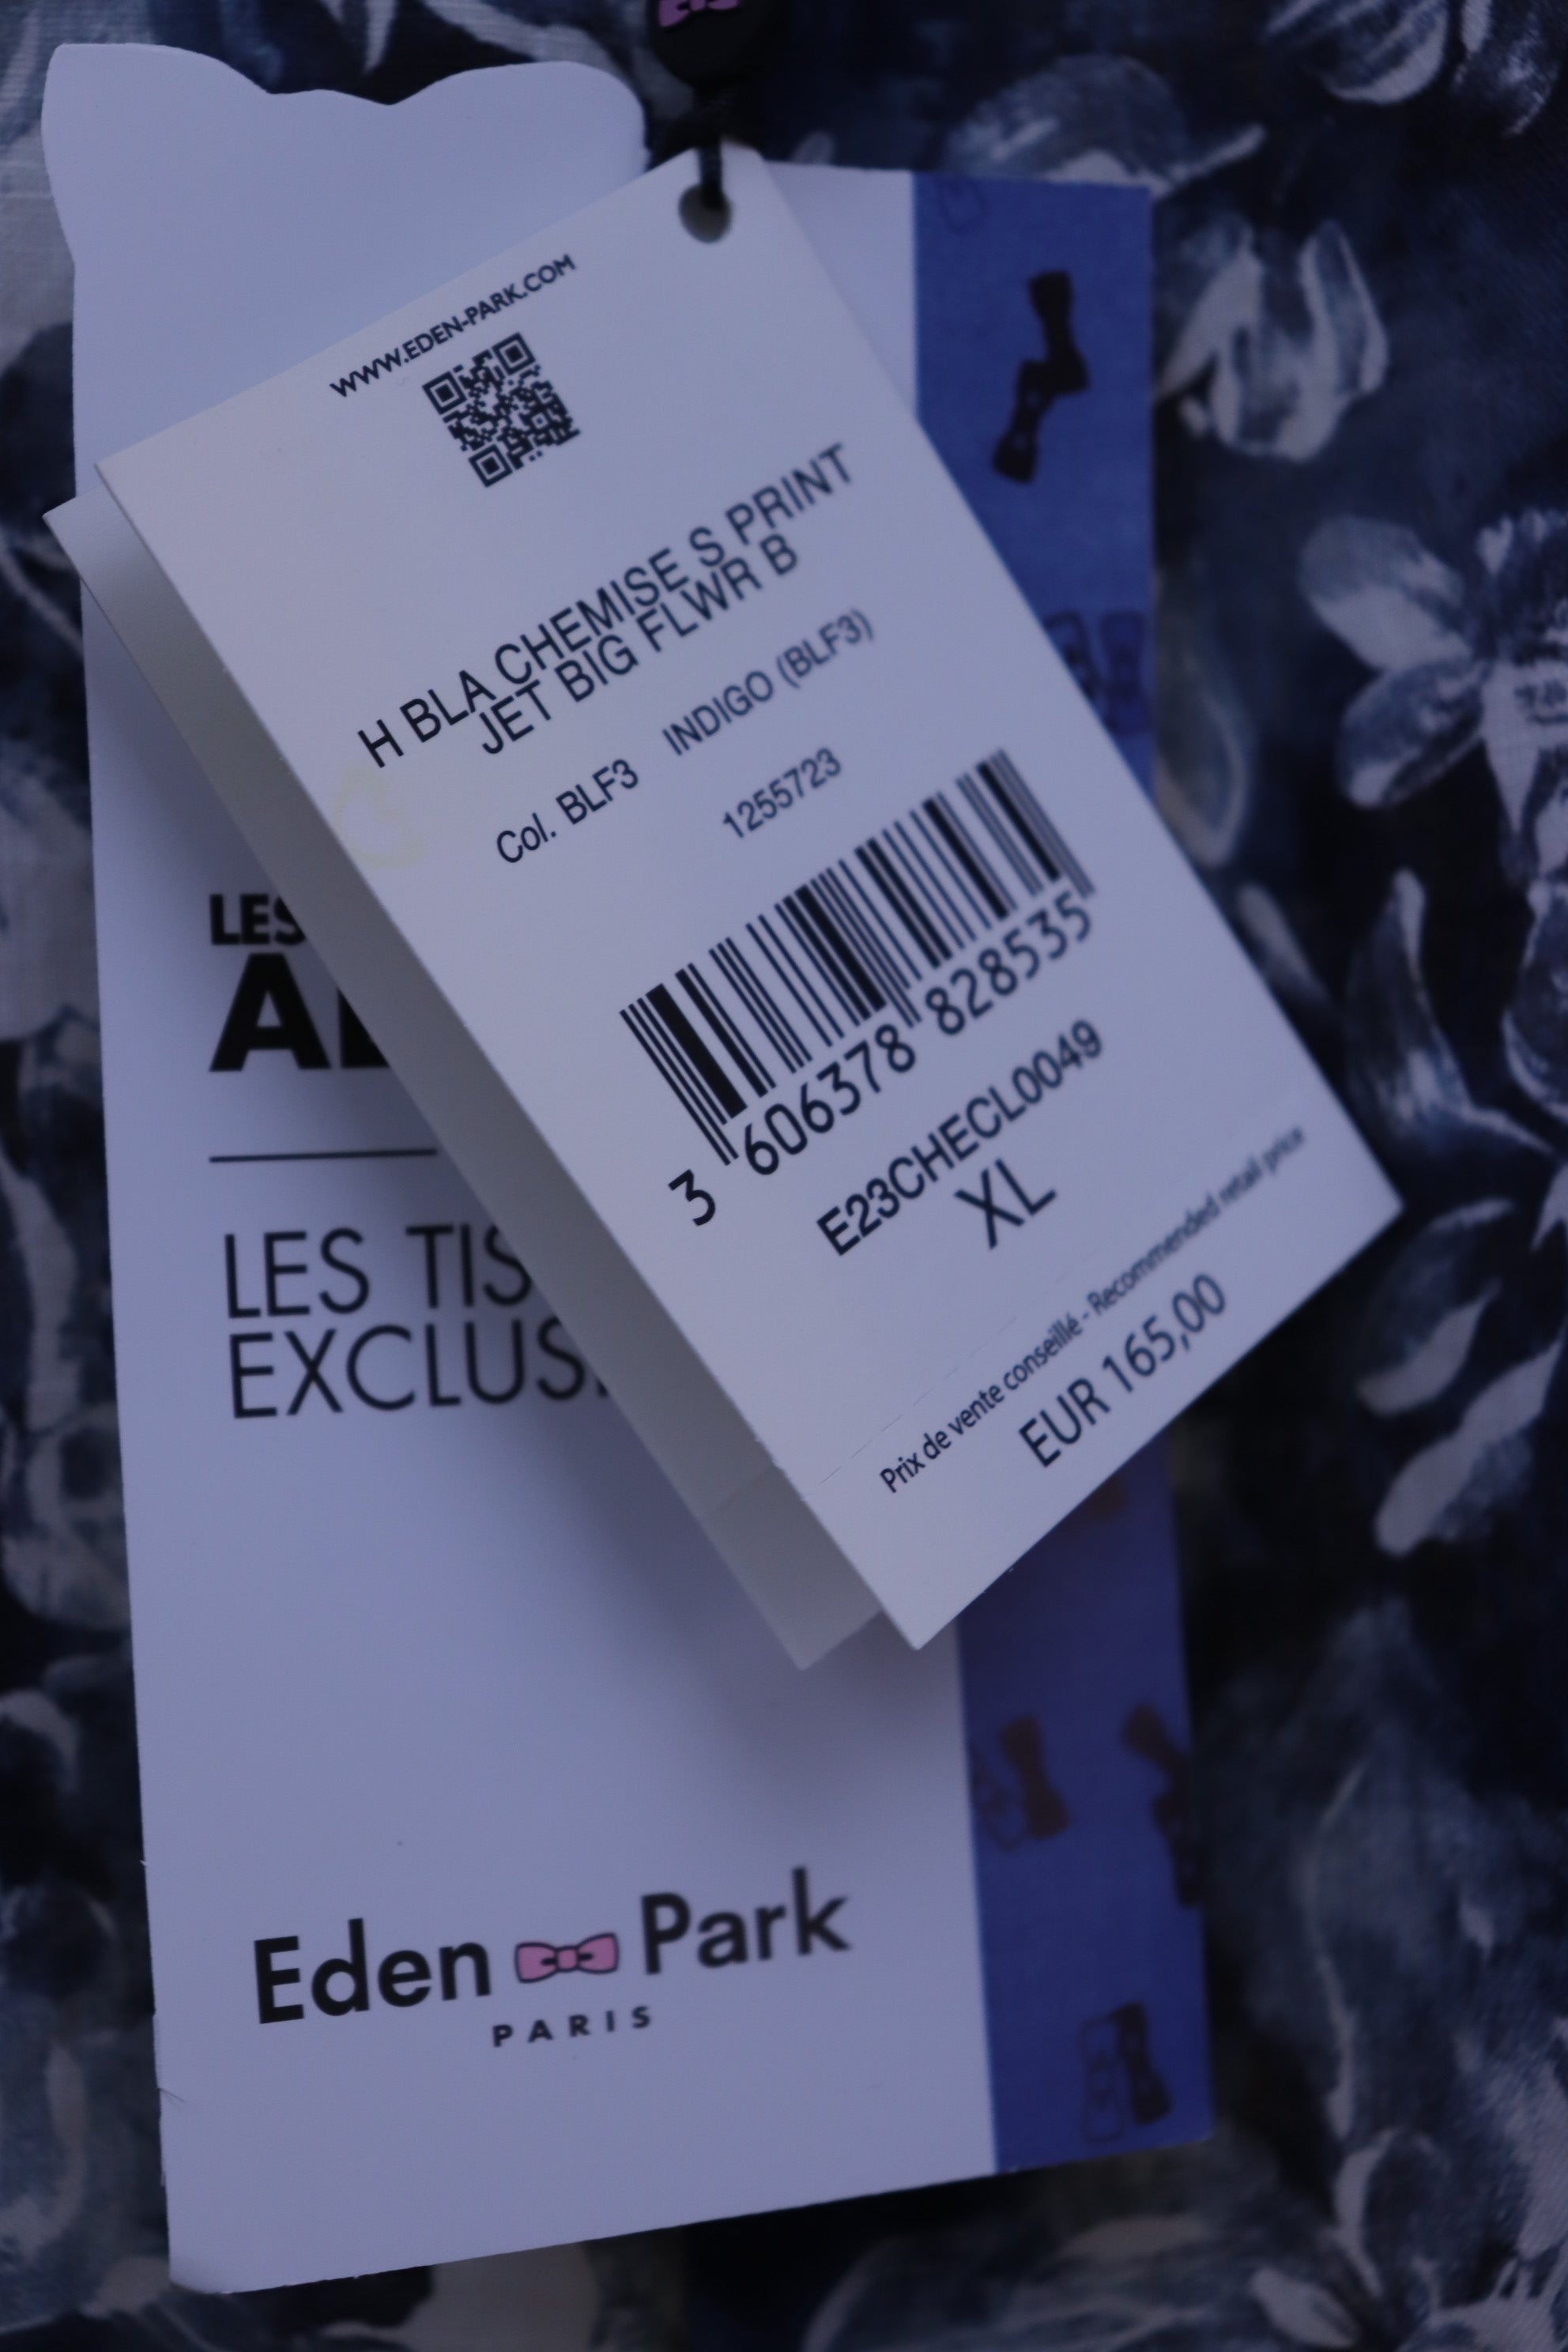 WWW.EDEN-PARK.COM
H BLA CHEMISE S PRINT
JET BIG FLWR B
Col. BLF3 INDIGO (BLF3)
1255723
3 606378 828535
E23CHECL0049
XL
Prix de vente conseillé - Recommended retail price
EUR 165,00
LES
LES
EXCLUS
Eden Park
PARIS